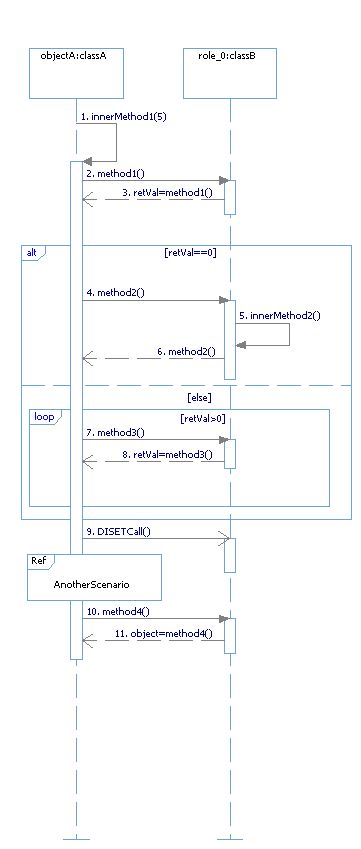 objectA:classA
role_0:classB
1. innerMethod1(5)
2. method1()
3. retVal=method1()
alt
[retVal==0]
4. method2()
5. innerMethod2()
6. method2()
[else]
loop
[retVal>0]
7. method3()
8. retVal=method3()
9. DISETCall()
Ref
AnotherScenario
10. method4()
11. object=method4()